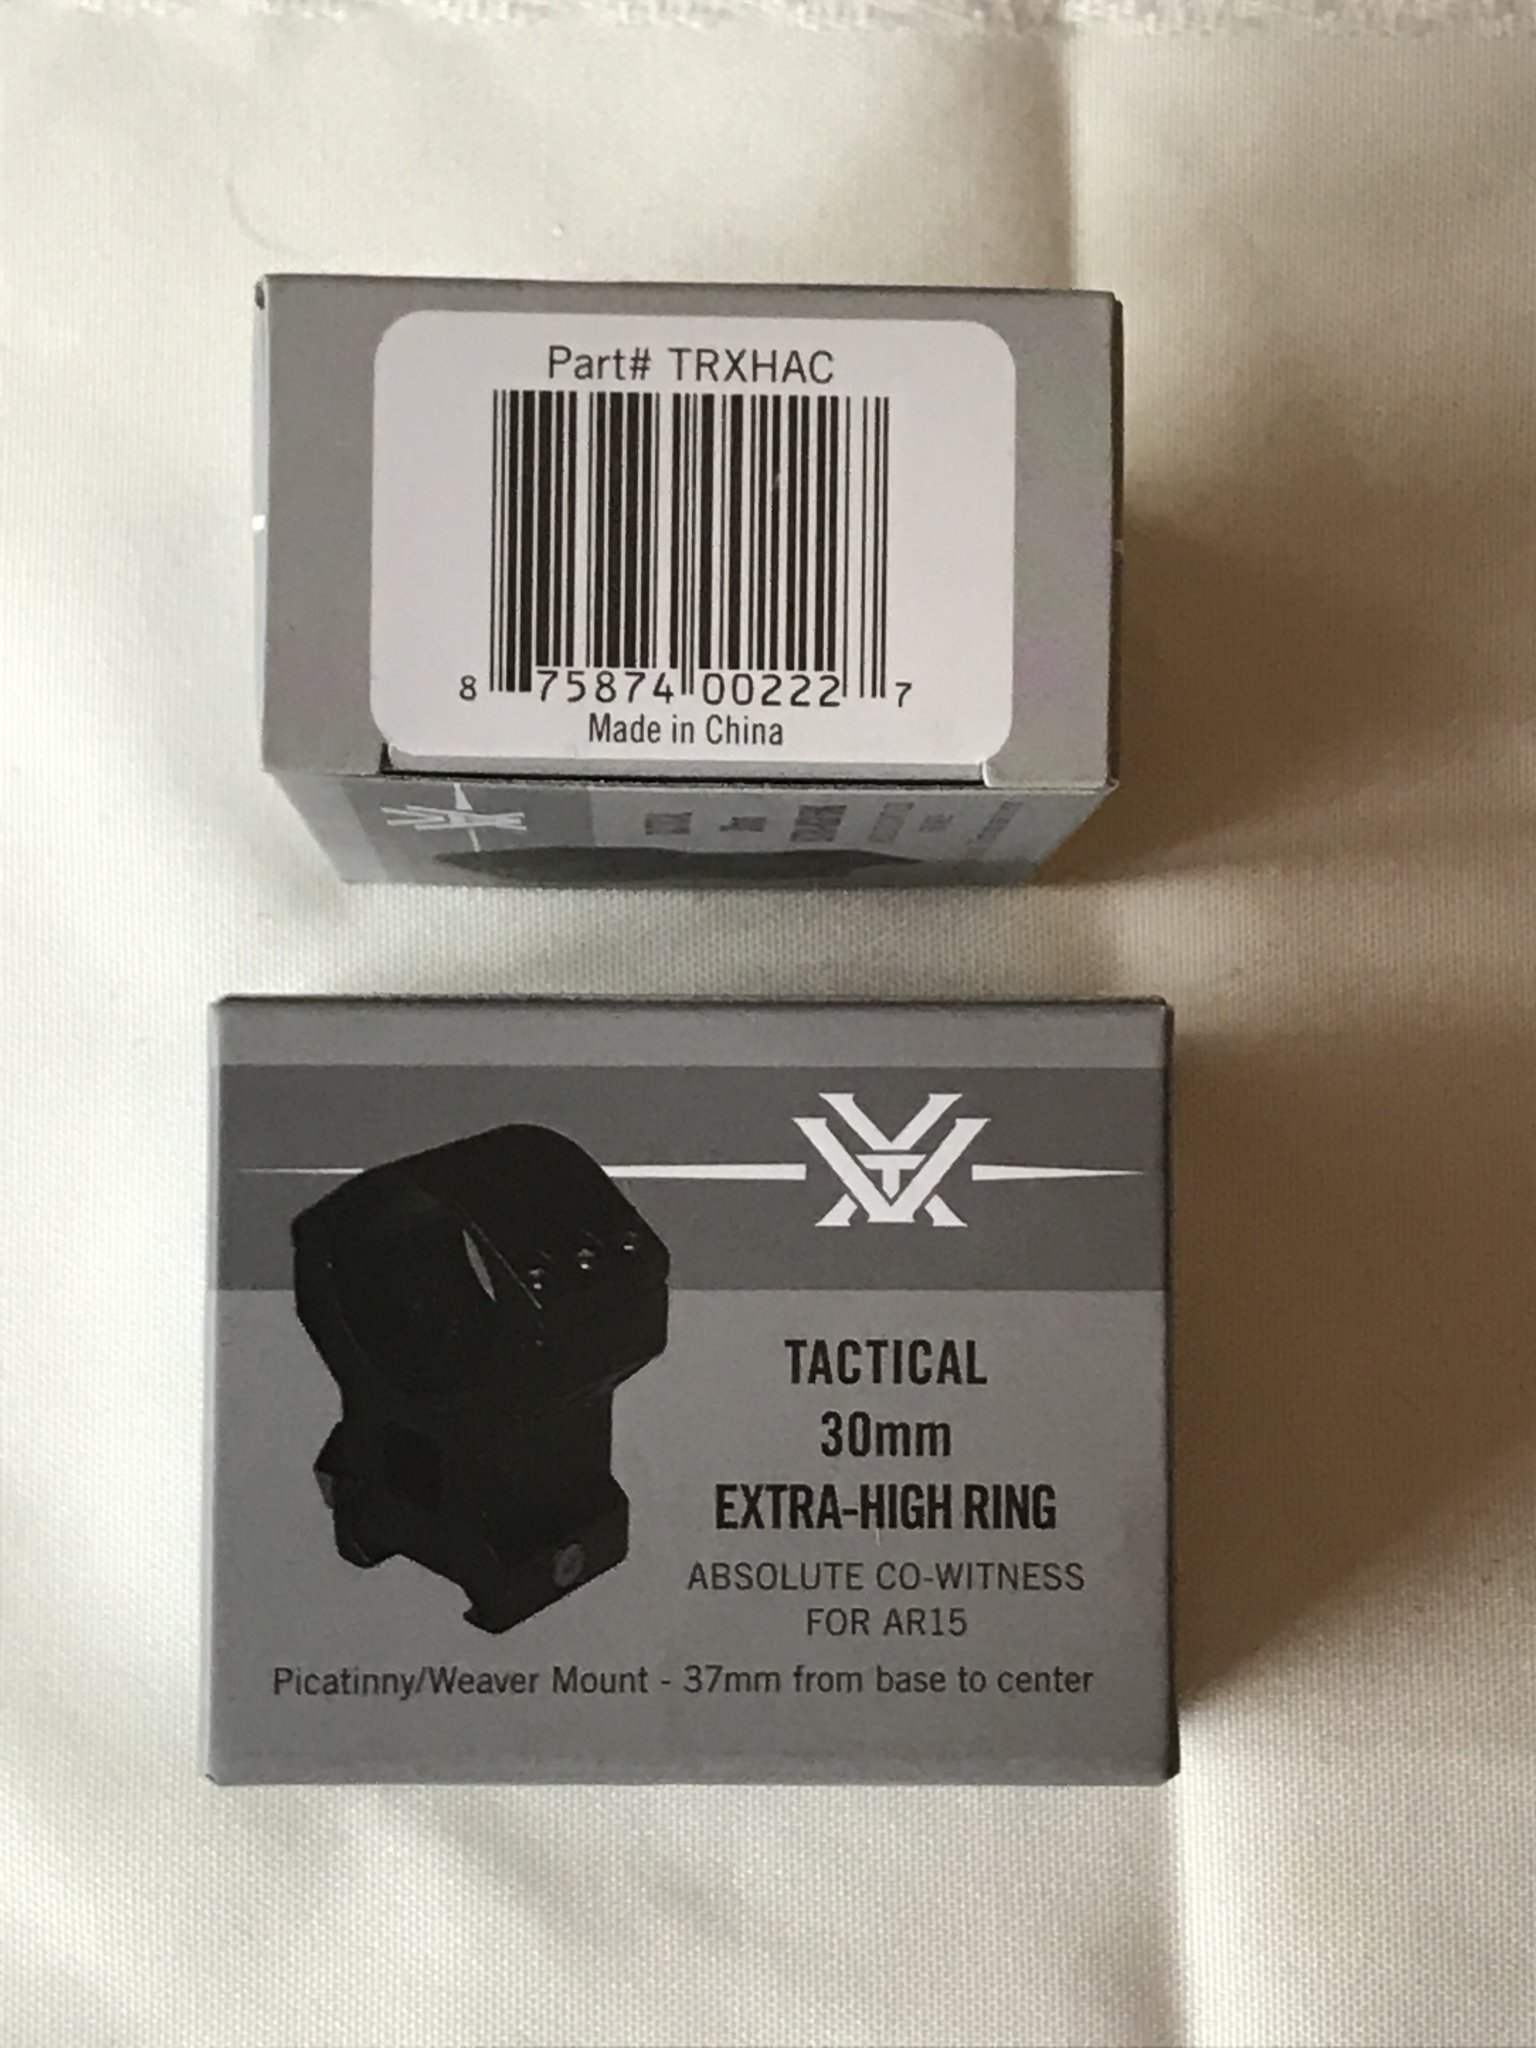 Part# TRXHAC
8 75874 00222 7
Made in China
TACTICAL
30mm
EXTRA-HIGH RING
ABSOLUTE CO-WITNESS
FOR AR15
Picatinny/Weaver Mount - 37mm from base to center